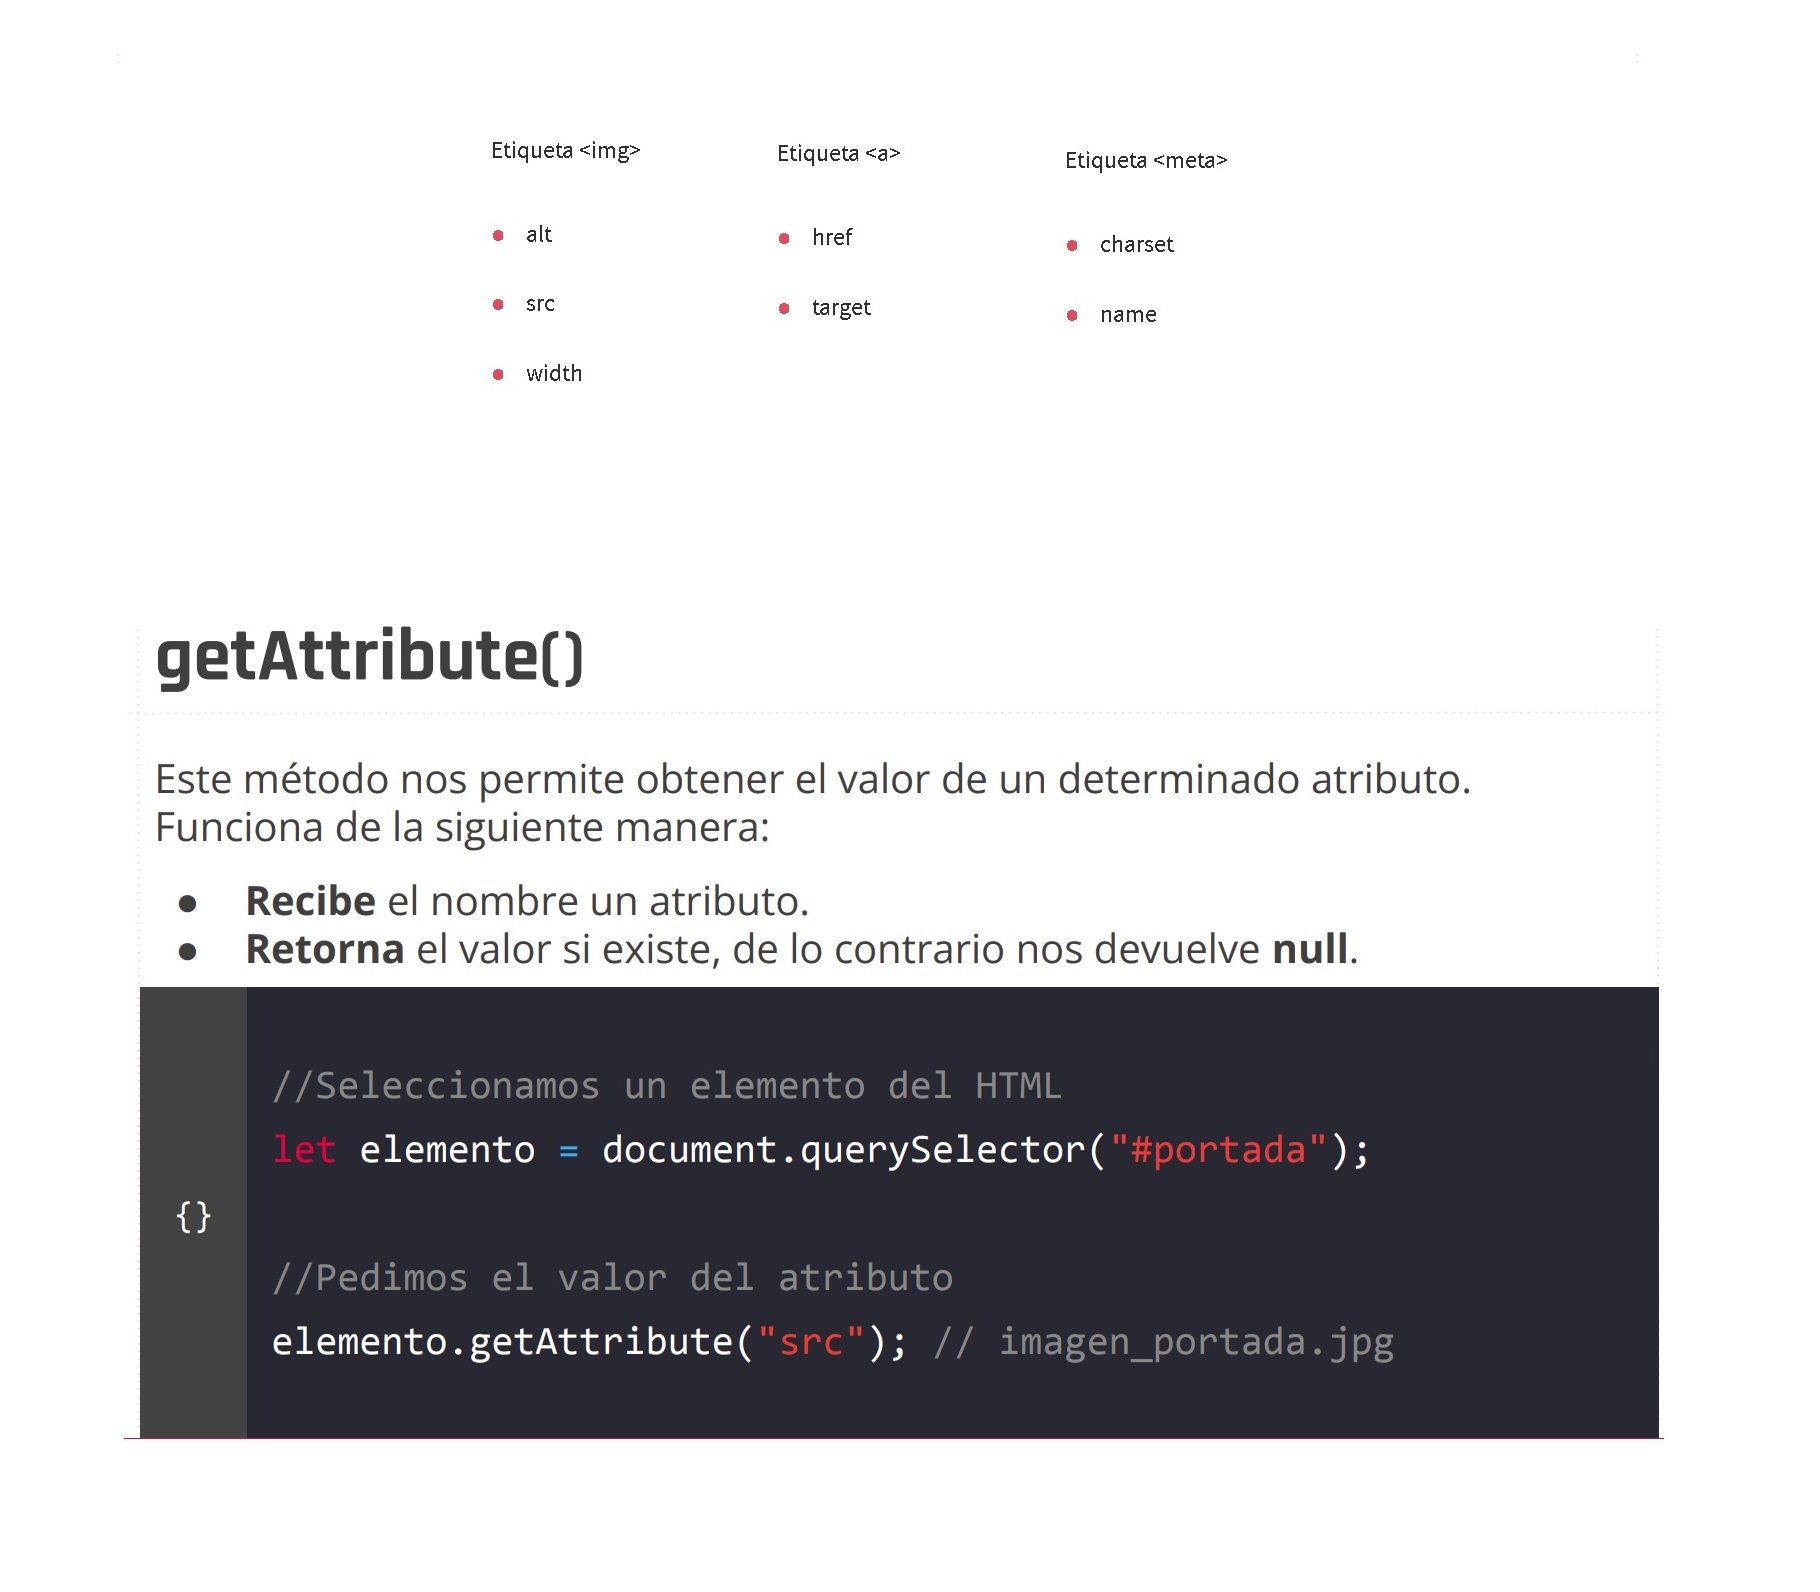 Etiqueta <img>
Etiqueta <a>
Etiqueta <meta>
alt
src
width
href
target
charset
name
getAttribute()
Este método nos permite obtener el valor de un determinado atributo.
Funciona de la siguiente manera:
● Recibe el nombre un atributo.
● Retorna el valor si existe, de lo contrario nos devuelve null.
{}
//Seleccionamos un elemento del HTML
let elemento = document.querySelector("#portada");
//Pedimos el valor del atributo
elemento.getAttribute("src"); // imagen_portada.jpg